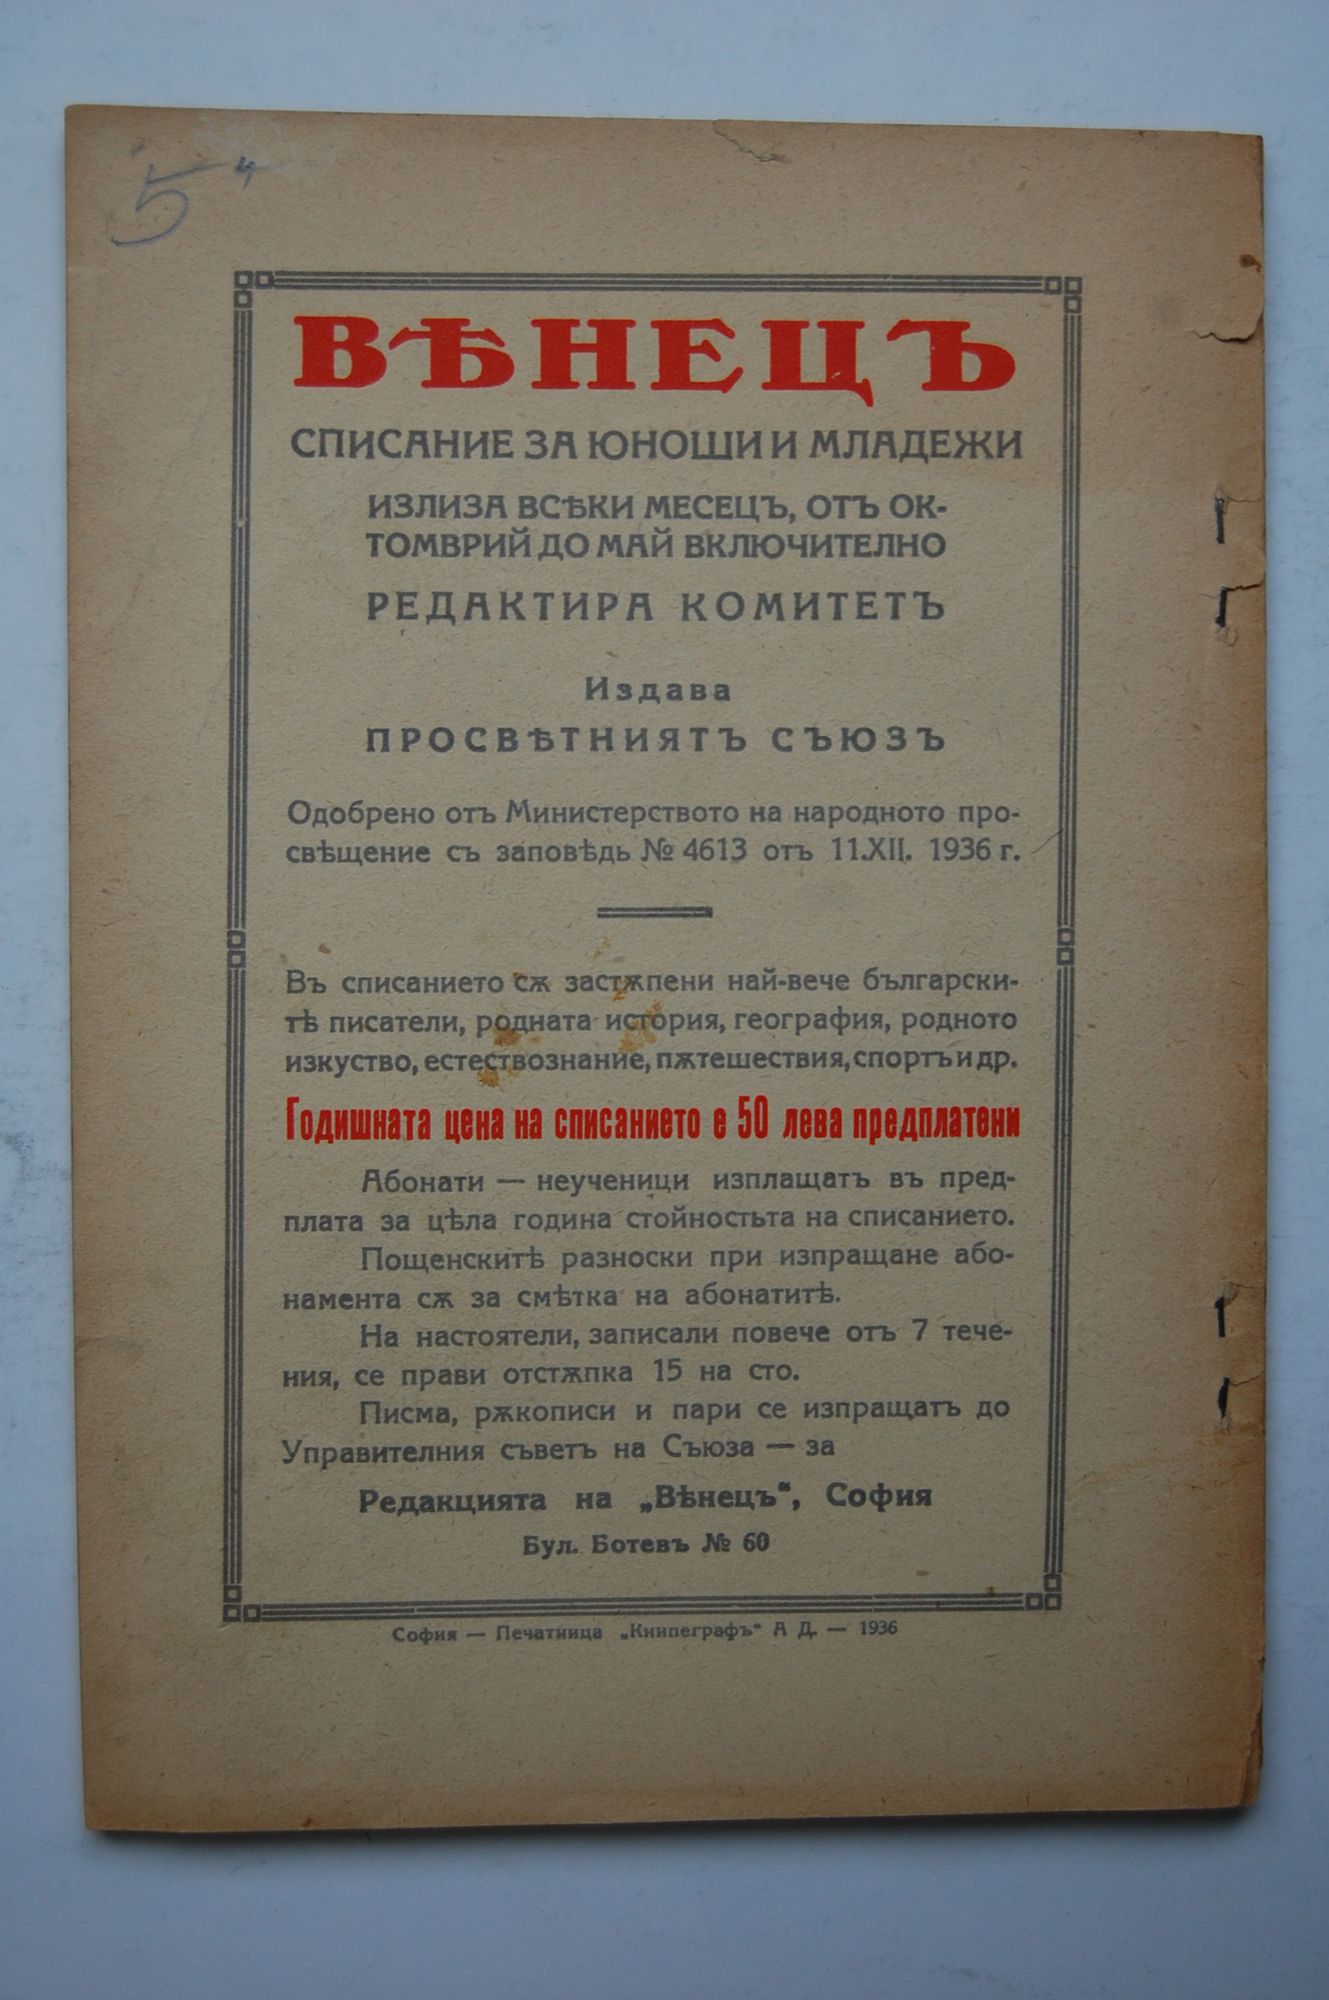 5 4
ВѢНЕЦЪ
СПИСАНИЕ ЗА ЮНОШИ И МЛАДЕЖИ
ИЗЛИЗА ВСѢКИ МЕСЕЦЪ, ОТЪ ОК-
ТОМВРИЙ ДО МАЙ ВКЛЮЧИТЕЛНО
РЕДАКТИРА КОМИТЕТЪ
Издава
ПРОСВѢТНИЯТЪ СЪЮЗЪ
Одобрено отъ Министерството на народното про-
свѣщение съ заповѣдь № 4613 отъ 11.XII. 1936 г.
Въ списанието сѫ застѫпени най-вече български-
тѣ писатели, родната история, география, родното
изкуство, естествознание, пѫтешествия, спортъ и др.
Годишната цена на списанието е 50 лева предплатени
Абонати — неученици изплащатъ въ пред-
плата за цѣла година стойностьта на списанието.
Пощенскитѣ разноски при изпращане або-
намента сѫ за смѣтка на абонатитѣ.
На настоятели, записали повече отъ 7 тече-
ния, се прави отстѫпка 15 на сто.
Писма, рѫкописи и пари се изпращатъ до
Управителния съветъ на Съюза — за
Редакцията на „Вѣнецъ“, София
Бул. Ботевъ № 60
София — Печатница „Книпеграфъ“ А Д. — 1936